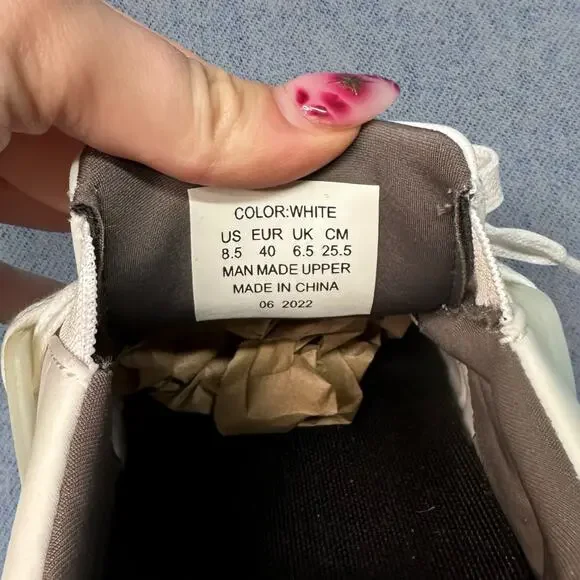 COLOR:WHITE
US EUR UK CM
8.5 40 6.5 25.5
MAN MADE UPPER
MADE IN CHINA
06 2022